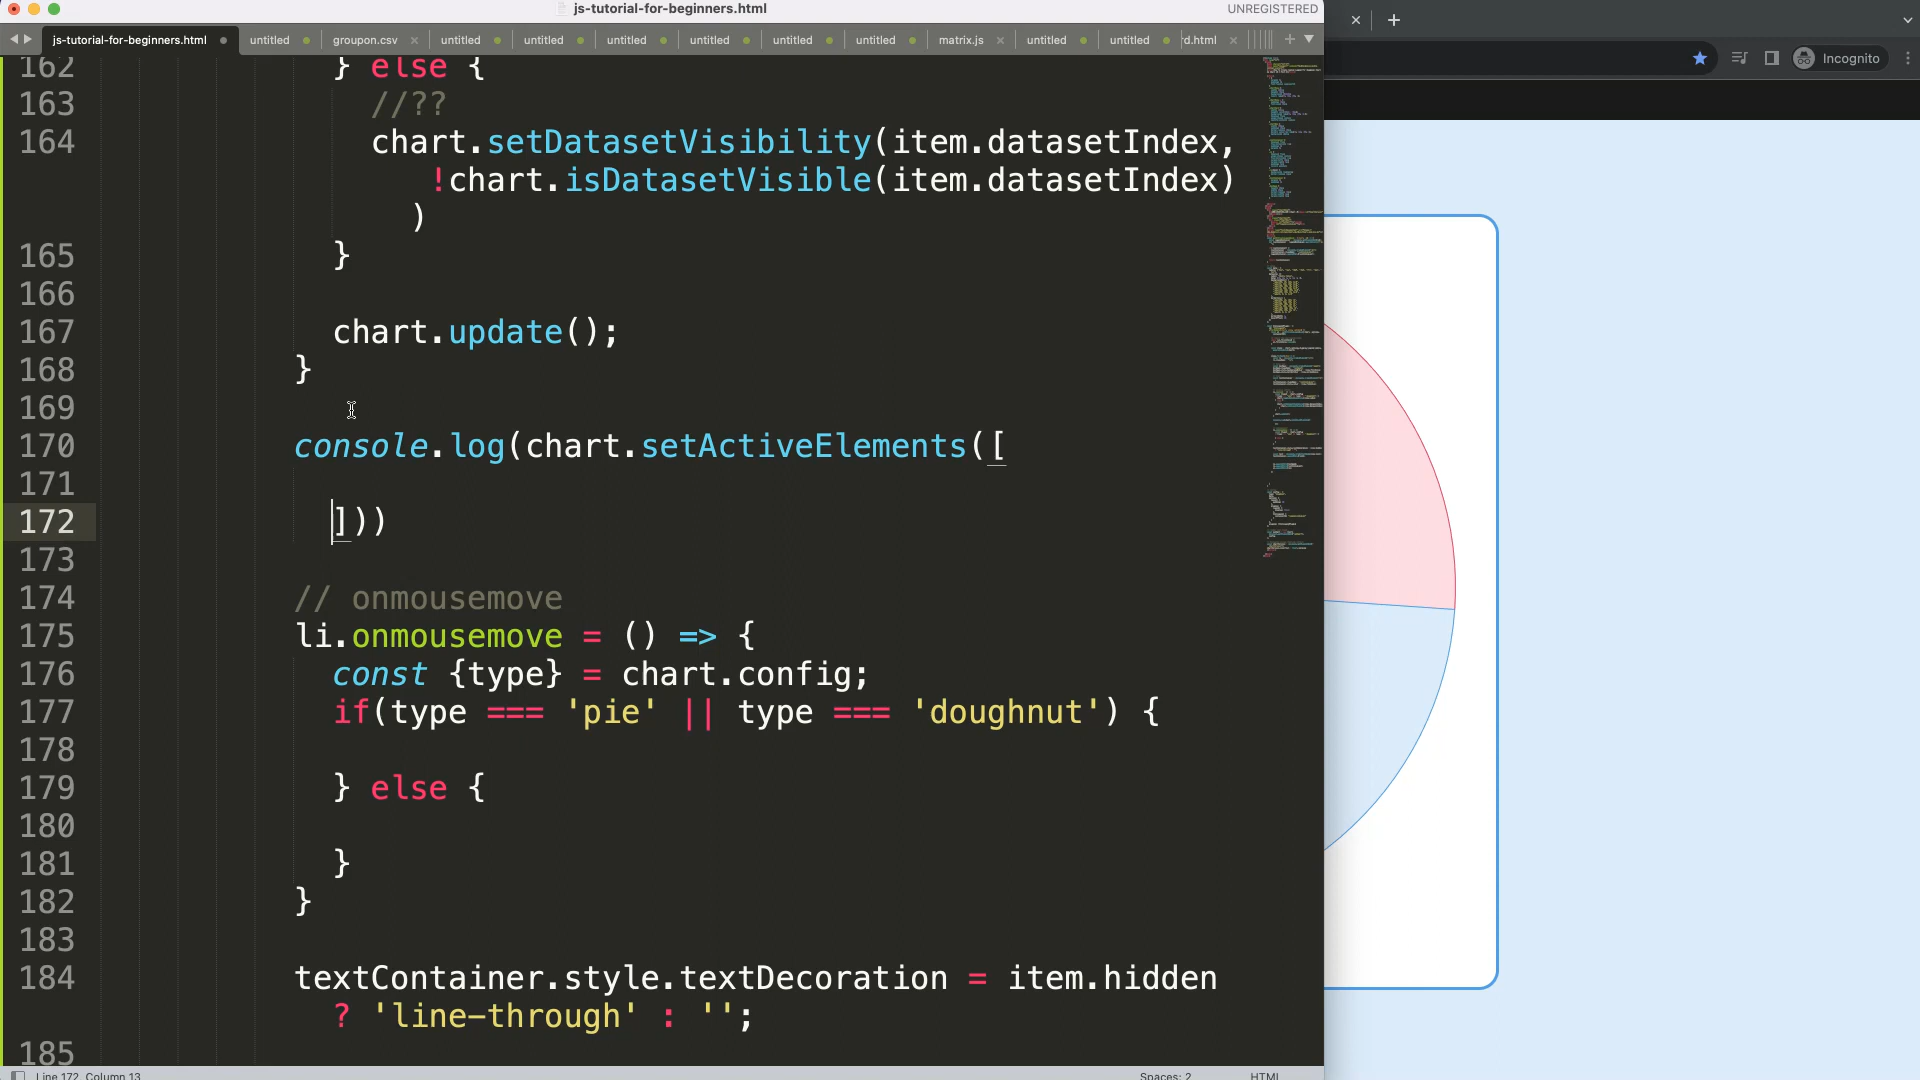 js-tutorial-for-beginners.html
UNREGISTERED
js-tutorial-for-beginners.html
untitled
groupon.csv
untitled
untitled
untitled
untitled
untitled
untitled
matrix.js
untitled
untitled
rd.html
Incognito
162 } else {
163 //??
164 chart.setDatasetVisibility(item.datasetIndex,
!chart.isDatasetVisible(item.datasetIndex)
)
165 }
166
167 chart.update();
168 }
169
170 console.log(chart.setActiveElements([
171
172 ]))
173
174 // onmousemove
175 li.onmousemove = () => {
176 const {type} = chart.config;
177 if(type === 'pie' || type === 'doughnut') {
178
179 } else {
180
181 }
182 }
183
184 textContainer.style.textDecoration = item.hidden
? 'line-through' : '';
185
Line 172, Column 13
Spaces: 2
HTML